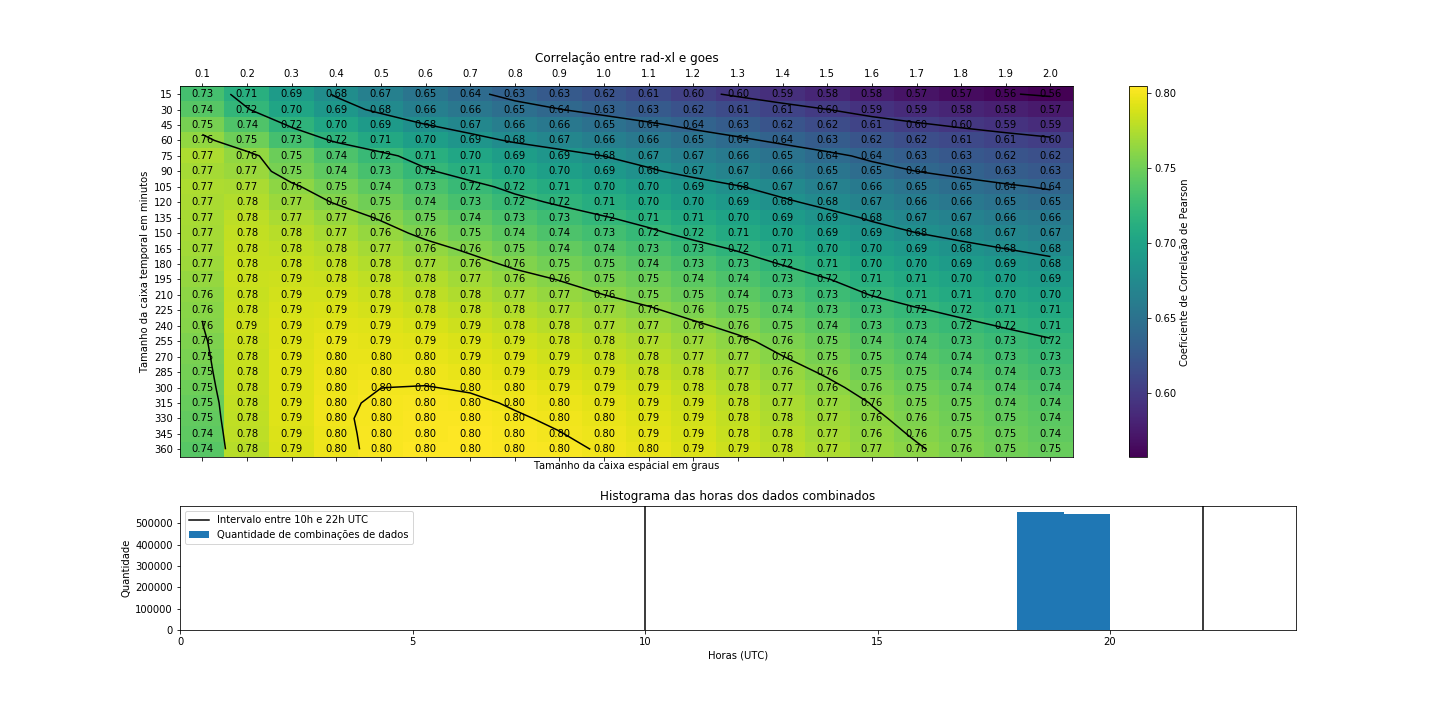 Correlação entre rad-xl e goes
0.1 0.2 0.3 0.4 0.5 0.6 0.7 0.8 0.9 1.0 1.1 1.2 1.3 1.4 1.5 1.6 1.7 1.8 1.9 2.0
15 0.73 0.71 0.69 0.68 0.67 0.65 0.64 0.63 0.63 0.62 0.61 0.60 0.60 0.59 0.58 0.58 0.57 0.57 0.56 0.56
30 0.74 0.72 0.70 0.69 0.68 0.66 0.66 0.65 0.64 0.63 0.63 0.62 0.61 0.61 0.60 0.59 0.59 0.58 0.58 0.57
45 0.75 0.74 0.72 0.70 0.69 0.68 0.67 0.66 0.66 0.65 0.64 0.64 0.63 0.62 0.62 0.61 0.60 0.60 0.59 0.59
60 0.76 0.75 0.73 0.72 0.71 0.70 0.69 0.68 0.67 0.66 0.66 0.65 0.64 0.64 0.63 0.62 0.62 0.61 0.61 0.60
75 0.77 0.76 0.75 0.74 0.72 0.71 0.70 0.69 0.69 0.68 0.67 0.67 0.66 0.65 0.64 0.64 0.63 0.63 0.62 0.62
90 0.77 0.77 0.75 0.74 0.73 0.72 0.71 0.70 0.70 0.69 0.68 0.67 0.67 0.66 0.65 0.65 0.64 0.63 0.63 0.63
105 0.77 0.77 0.76 0.75 0.74 0.73 0.72 0.72 0.71 0.70 0.70 0.69 0.68 0.67 0.67 0.66 0.65 0.65 0.64 0.64
120 0.77 0.78 0.77 0.76 0.75 0.74 0.73 0.72 0.72 0.71 0.70 0.70 0.69 0.68 0.68 0.67 0.66 0.66 0.65 0.65
135 0.77 0.78 0.77 0.77 0.76 0.75 0.74 0.73 0.73 0.72 0.71 0.71 0.70 0.69 0.69 0.68 0.67 0.67 0.66 0.66
150 0.77 0.78 0.78 0.77 0.76 0.76 0.75 0.74 0.74 0.73 0.72 0.72 0.71 0.70 0.69 0.69 0.68 0.68 0.67 0.67
165 0.77 0.78 0.78 0.78 0.77 0.76 0.76 0.75 0.74 0.74 0.73 0.73 0.72 0.71 0.70 0.70 0.69 0.68 0.68 0.68
180 0.77 0.78 0.78 0.78 0.78 0.77 0.76 0.76 0.75 0.75 0.74 0.73 0.73 0.72 0.71 0.70 0.70 0.69 0.69 0.68
195 0.77 0.78 0.79 0.78 0.78 0.78 0.77 0.76 0.76 0.75 0.75 0.74 0.74 0.73 0.72 0.71 0.71 0.70 0.70 0.69
210 0.76 0.78 0.79 0.79 0.78 0.78 0.78 0.77 0.77 0.76 0.75 0.75 0.74 0.73 0.73 0.72 0.71 0.71 0.70 0.70
225 0.76 0.78 0.79 0.79 0.79 0.78 0.78 0.78 0.77 0.77 0.76 0.75 0.75 0.74 0.73 0.73 0.72 0.72 0.71 0.71
240 0.76 0.79 0.79 0.79 0.79 0.79 0.79 0.78 0.78 0.77 0.77 0.76 0.76 0.75 0.74 0.73 0.73 0.72 0.72 0.71
255 0.76 0.78 0.79 0.79 0.79 0.79 0.79 0.79 0.78 0.78 0.77 0.77 0.76 0.76 0.75 0.74 0.74 0.73 0.73 0.72
270 0.75 0.78 0.79 0.80 0.80 0.80 0.79 0.79 0.79 0.78 0.78 0.77 0.77 0.76 0.75 0.75 0.74 0.74 0.73 0.73
285 0.75 0.78 0.79 0.80 0.80 0.80 0.80 0.79 0.79 0.79 0.78 0.78 0.77 0.77 0.76 0.75 0.75 0.74 0.74 0.73
300 0.75 0.78 0.79 0.80 0.80 0.80 0.80 0.80 0.79 0.79 0.79 0.78 0.78 0.77 0.76 0.76 0.75 0.74 0.74 0.74
315 0.75 0.78 0.79 0.80 0.80 0.80 0.80 0.80 0.80 0.79 0.79 0.79 0.78 0.77 0.77 0.76 0.75 0.75 0.74 0.74
330 0.75 0.78 0.79 0.80 0.80 0.80 0.80 0.80 0.80 0.80 0.79 0.79 0.78 0.78 0.77 0.76 0.76 0.75 0.75 0.74
345 0.74 0.78 0.79 0.80 0.80 0.80 0.80 0.80 0.80 0.80 0.79 0.79 0.78 0.78 0.77 0.76 0.76 0.75 0.75 0.74
360 0.74 0.78 0.79 0.80 0.80 0.80 0.80 0.80 0.80 0.80 0.79 0.79 0.78 0.78 0.77 0.77 0.76 0.75 0.75 0.75
Tamanho da caixa temporal em minutos
Tamanho da caixa espacial em graus
0.80
0.75
0.70
0.65
0.60
Coeficiente de Correlação de Pearson
Histograma das horas dos dados combinados
Intervalo entre 10h e 22h UTC
Quantidade de combinações de dados
500000
400000
300000
200000
100000
0
Quantidade
0 5 10 15 20
Horas (UTC)